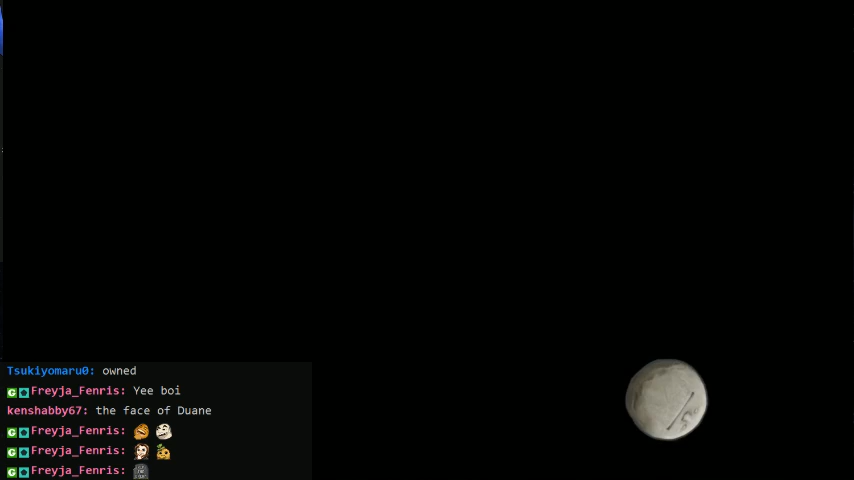 Tsukiyomaru0: owned
Freyja_Fenris: Yee boi
kenshabby67: the face of Duane
Freyja_Fenris:
Freyja_Fenris:
Freyja_Fenris: